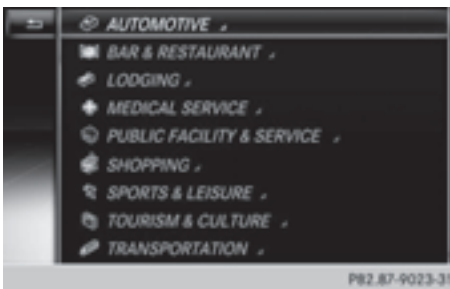 AUTOMOTIVE
BAR & RESTAURANT
LODGING
MEDICAL SERVICE
PUBLIC FACILITY & SERVICE
SHOPPING
SPORTS & LEISURE
TOURISM & CULTURE
TRANSPORTATION
P82.87-9023-31